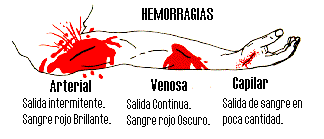 HEMORRAGIAS
Arterial
Salida intermitente.
Sangre rojo Brillante.
Venosa
Salida Continua.
Sangre rojo Oscuro.
Capilar
Salida de sangre en
poca cantidad.